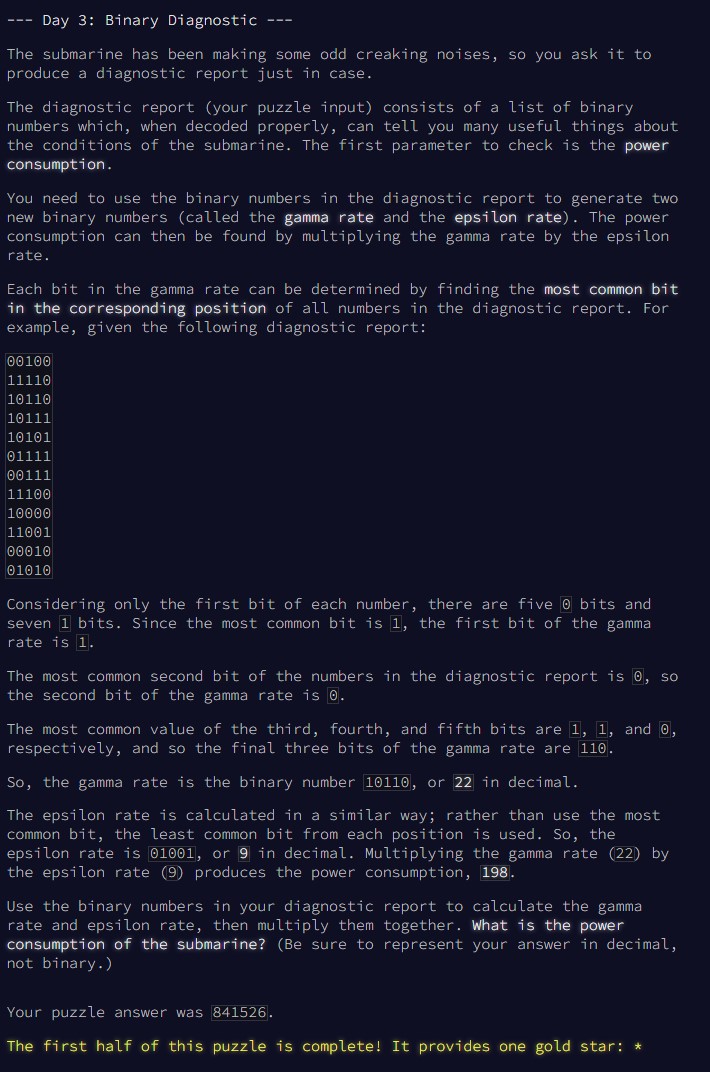 --- Day 3: Binary Diagnostic ---
The submarine has been making some odd creaking noises, so you ask it to
produce a diagnostic report just in case.
The diagnostic report (your puzzle input) consists of a list of binary
numbers which, when decoded properly, can tell you many useful things about
the conditions of the submarine. The first parameter to check is the power
consumption.
You need to use the binary numbers in the diagnostic report to generate two
new binary numbers (called the gamma rate and the epsilon rate). The power
consumption can then be found by multiplying the gamma rate by the epsilon
rate.
Each bit in the gamma rate can be determined by finding the most common bit
in the corresponding position of all numbers in the diagnostic report. For
example, given the following diagnostic report:
00100
11110
10110
10111
10101
01111
00111
11100
10000
11001
00010
01010
Considering only the first bit of each number, there are five 0 bits and
seven 1 bits. Since the most common bit is 1, the first bit of the gamma
rate is 1.
The most common second bit of the numbers in the diagnostic report is 0, so
the second bit of the gamma rate is 0.
The most common value of the third, fourth, and fifth bits are 1, 1, and 0,
respectively, and so the final three bits of the gamma rate are 110.
So, the gamma rate is the binary number 10110, or 22 in decimal.
The epsilon rate is calculated in a similar way; rather than use the most
common bit, the least common bit from each position is used. So, the
epsilon rate is 01001, or 9 in decimal. Multiplying the gamma rate (22) by
the epsilon rate (9) produces the power consumption, 198.
Use the binary numbers in your diagnostic report to calculate the gamma
rate and epsilon rate, then multiply them together. What is the power
consumption of the submarine? (Be sure to represent your answer in decimal,
not binary.)
Your puzzle answer was 841526.
The first half of this puzzle is complete! It provides one gold star: *